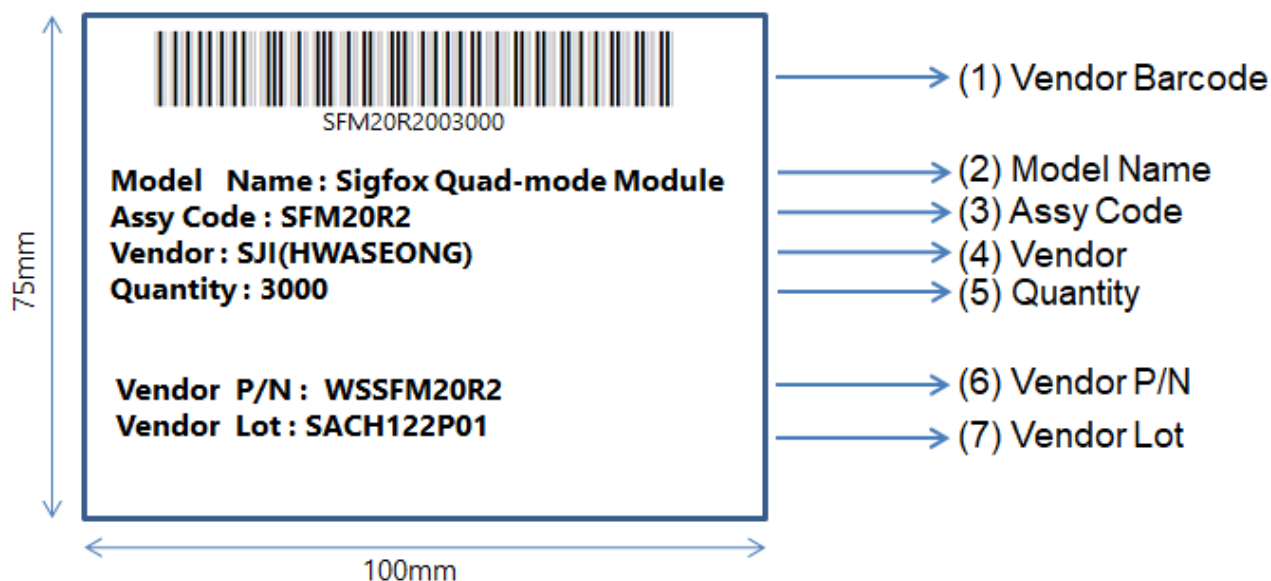 SFM20R2003000
(1) Vendor Barcode
Model Name : Sigfox Quad-mode Module
(2) Model Name
Assy Code : SFM20R2
(3) Assy Code
Vendor : SJI(HWASEONG)
(4) Vendor
Quantity : 3000
(5) Quantity
75mm
Vendor P/N : WSSFM20R2
(6) Vendor P/N
Vendor Lot : SACH122P01
(7) Vendor Lot
100mm